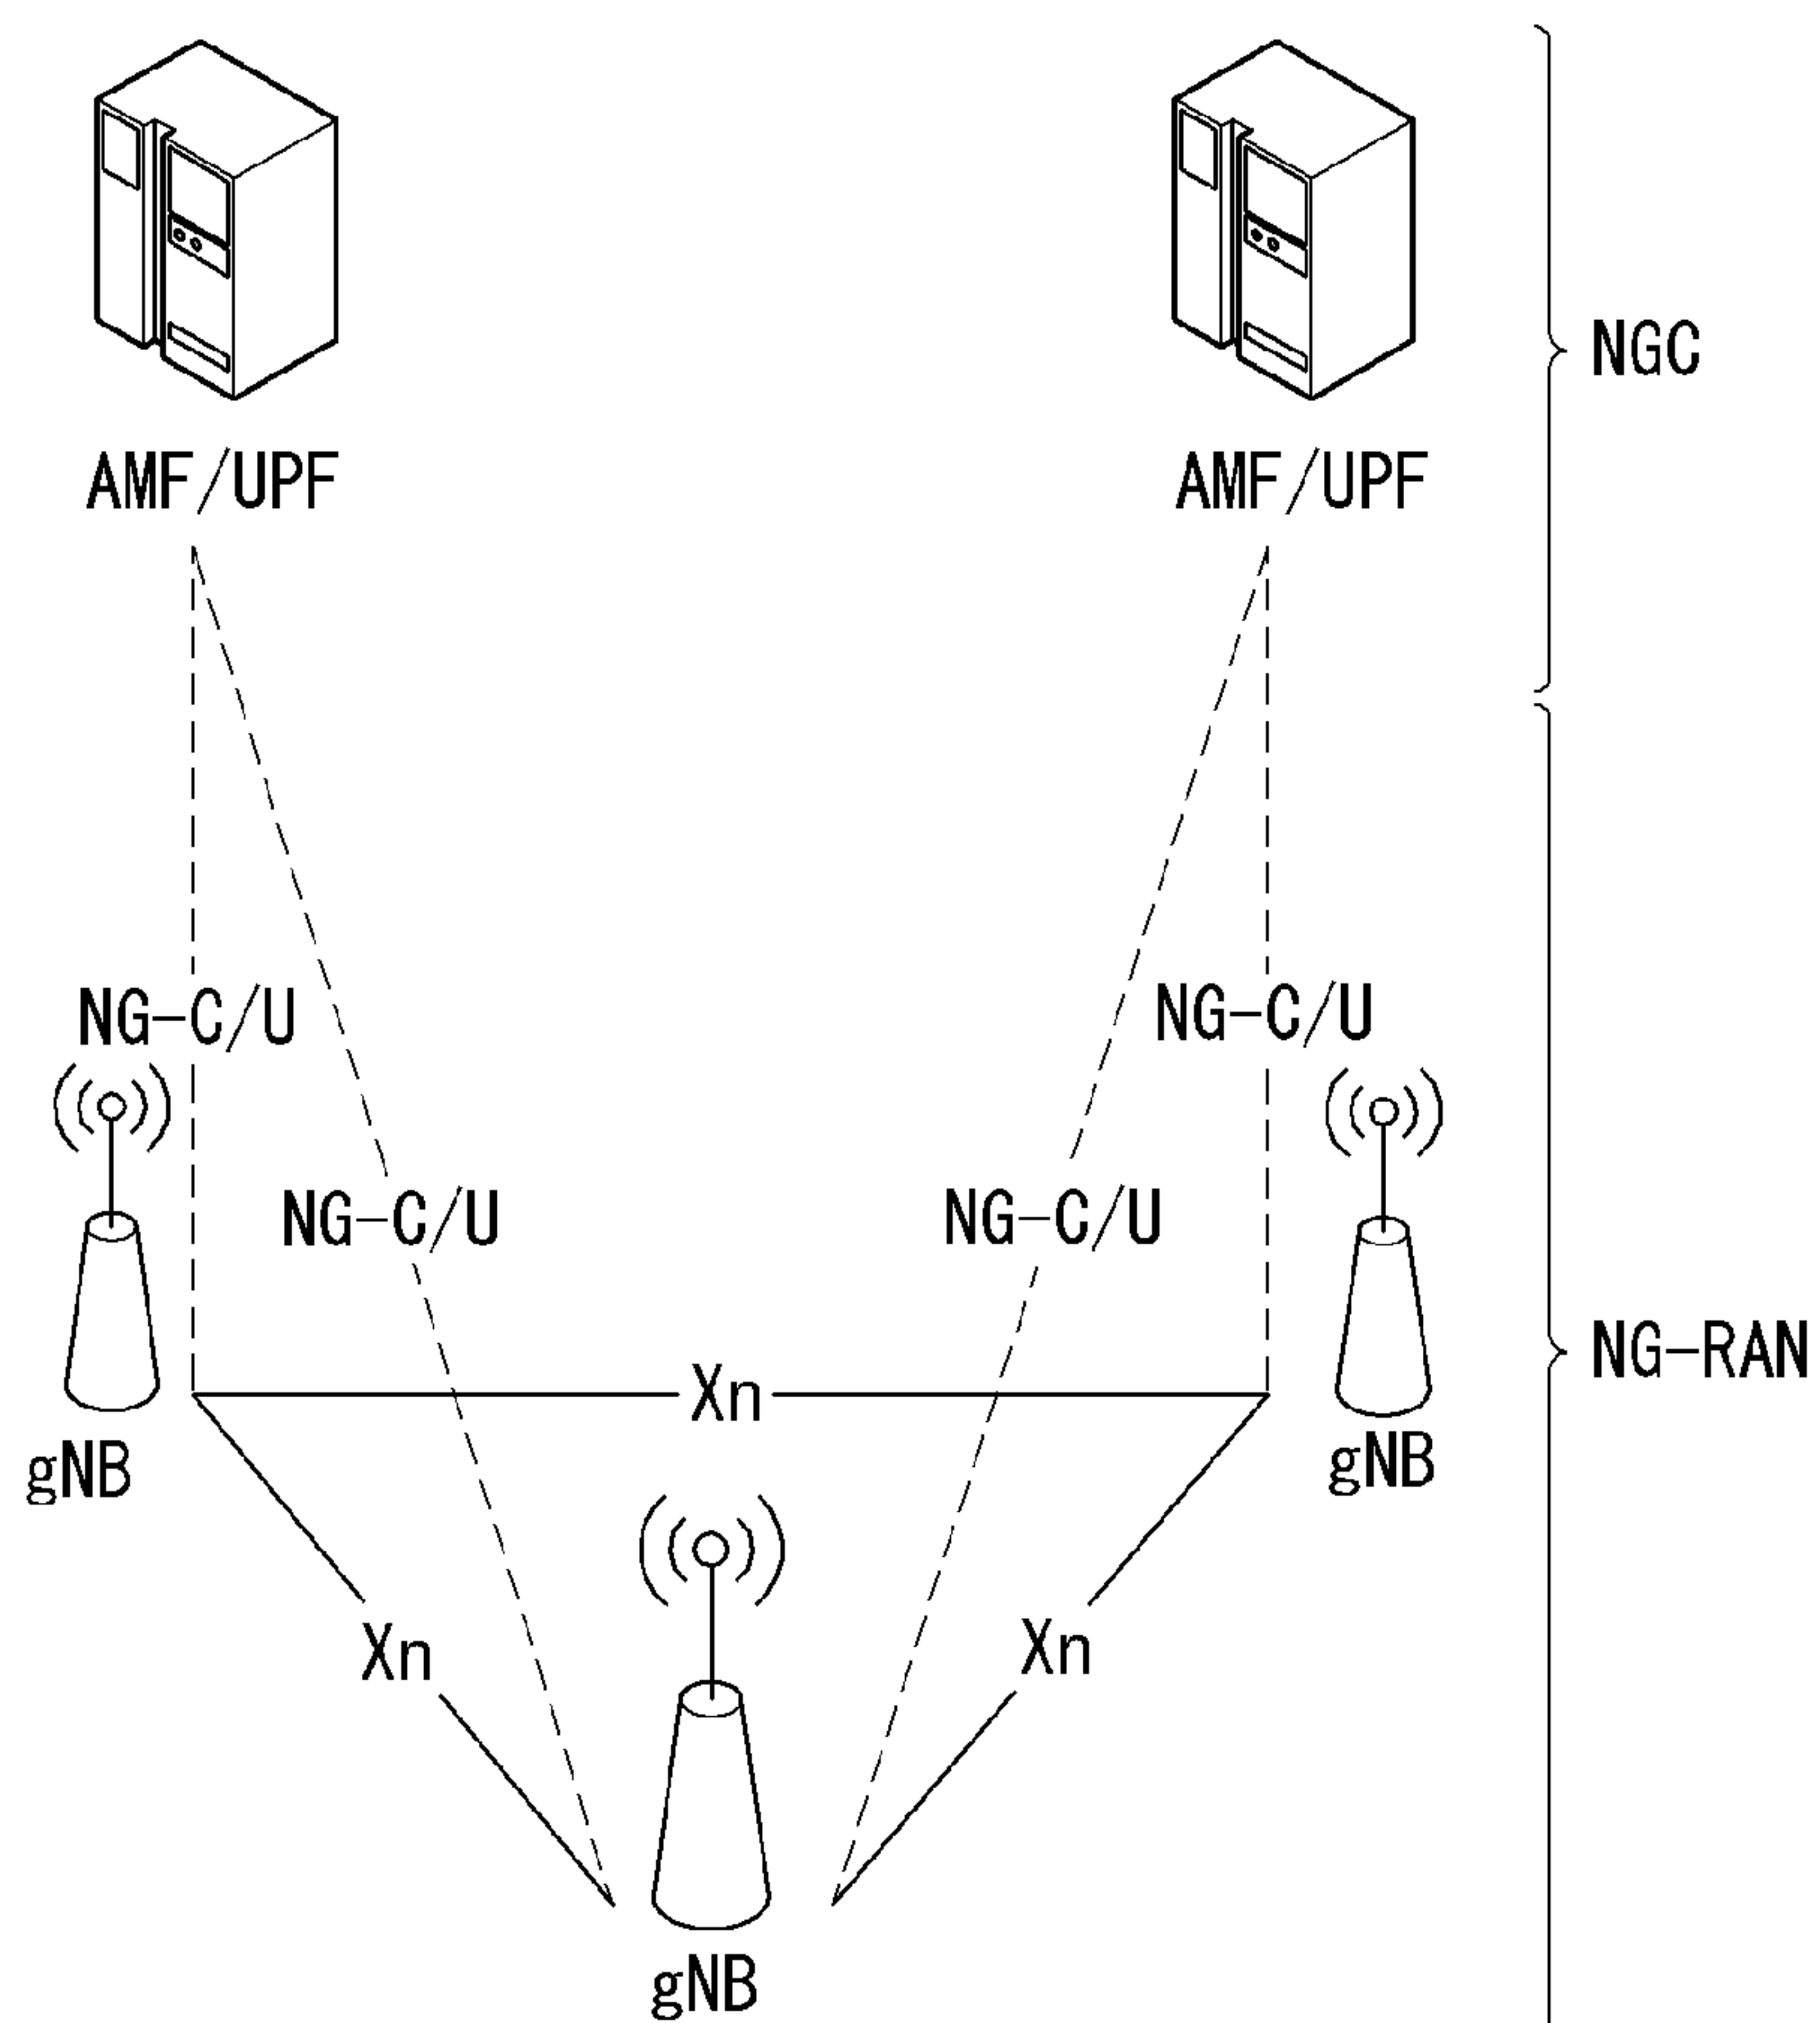 NGC
AMF/UPF
AMF/UPF
NG-C/U
NG-C/U
NG-C/U
NG-C/U
NG-RAN
Xn
gNB
gNB
Xn
Xn
gNB